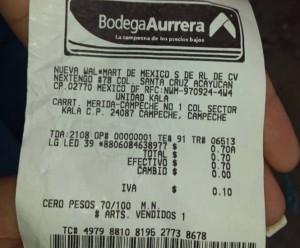 Bodega Aurrera
La campeona de los precios bajos
NUEVA WAL*MART DE MEXICO S DE RL DE CV
NEXTENGO #78 COL. SANTA CRUZ ACAYUCAN
CP.02770 MEXICO DF RFC:NWM-970924-4W4
UNIDAD KALA
CARRT. MERIDA-CAMPECHE NO 1 COL SECTOR
KALA C.P. 24087 CAMPECHE, CAMPECHE
TDA:2108 OP# 00000001 TE# 91 TR# 06513
LG LED 39 *8806084638977 $ 0.70A
TOTAL $ 0.70
EFECTIVO $ 0.70
CAMBIO $ 0.00
IVA $ 0.10
CERO PESOS 70/100 M.N.
# ARTS. VENDIDOS 1
TC# 4979 8810 8195 2773 8678